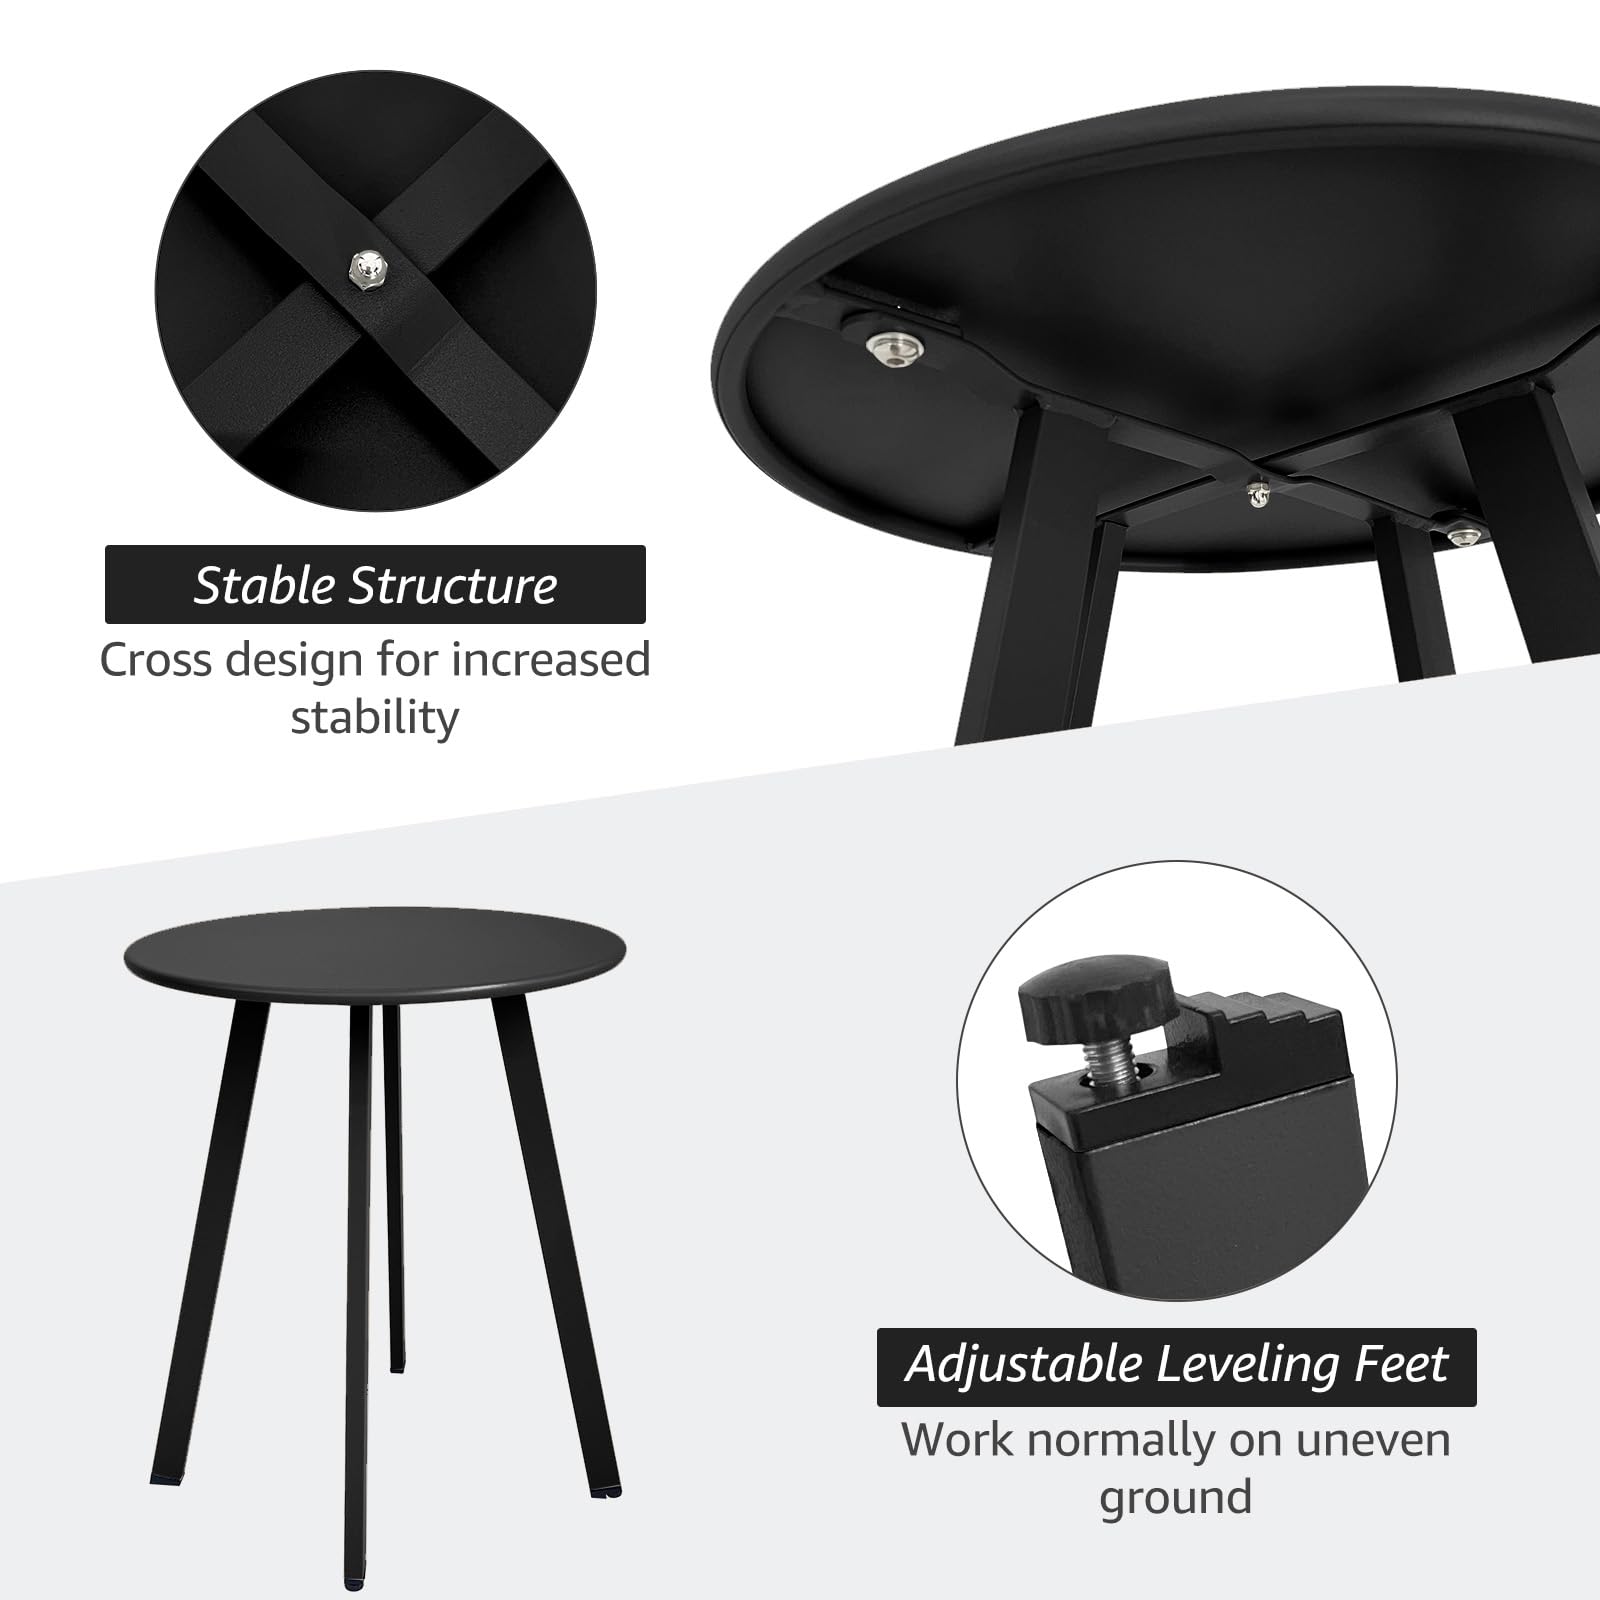 Stable Structure
Cross design for increased
stability
Adjustable Leveling Feet
Work normally on uneven
ground